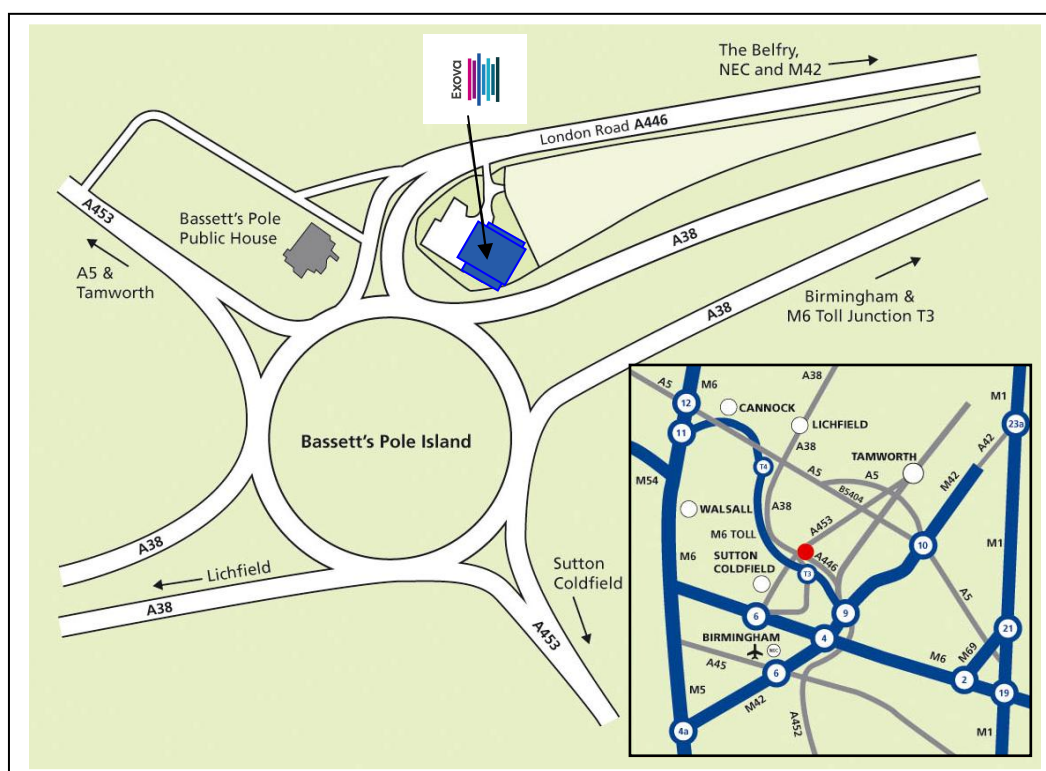 Exova
The Belfry,
NEC and M42
London Road A446
A453
Bassett's Pole
Public House
A5 &
Tamworth
A38
Birmingham &
M6 Toll Junction T3
A38
Bassett's Pole Island
A38
Lichfield
A38
Sutton
Coldfield
A453
A5
M6
A38
M1
12
CANNOCK
LICHFIELD
11
23a
A38
A42
TAMWORTH
T4
A5
A5
M42
M54
B5404
WALSALL
A38
A453
M6 TOLL
10
M1
M6
SUTTON
COLDFIELD
A446
T3
A5
6
9
BIRMINGHAM
4
21
NEC
A45
M6
M69
6
2
M5
M42
19
A452
4a
M1